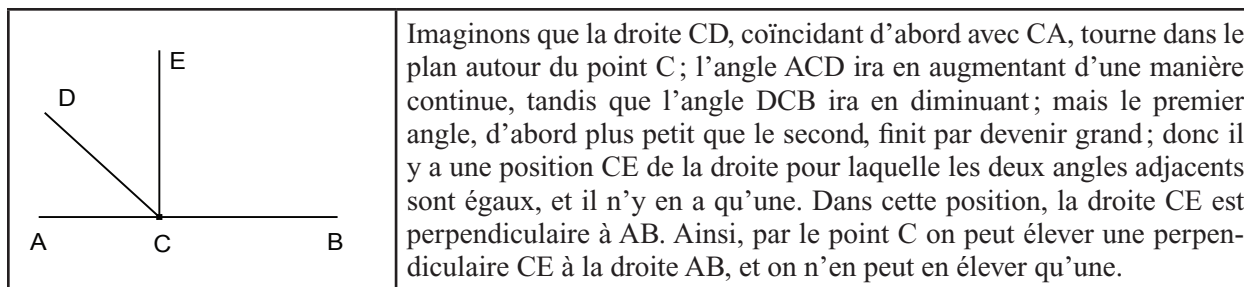 E
D
A
C
B
Imaginons que la droite CD, coïncidant d’abord avec CA, tourne dans le
plan autour du point C ; l’angle ACD ira en augmentant d’une manière
continue, tandis que l’angle DCB ira en diminuant ; mais le premier
angle, d’abord plus petit que le second, finit par devenir grand ; donc il
y a une position CE de la droite pour laquelle les deux angles adjacents
sont égaux, et il n’y en a qu’une. Dans cette position, la droite CE est
perpendiculaire à AB. Ainsi, par le point C on peut élever une perpen-
diculaire CE à la droite AB, et on n’en peut en élever qu’une.